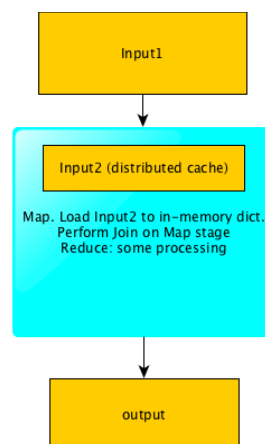 Input1
Input2 (distributed cache)
Map. Load Input2 to in-memory dict.
Perform Join on Map stage
Reduce: some processing
output